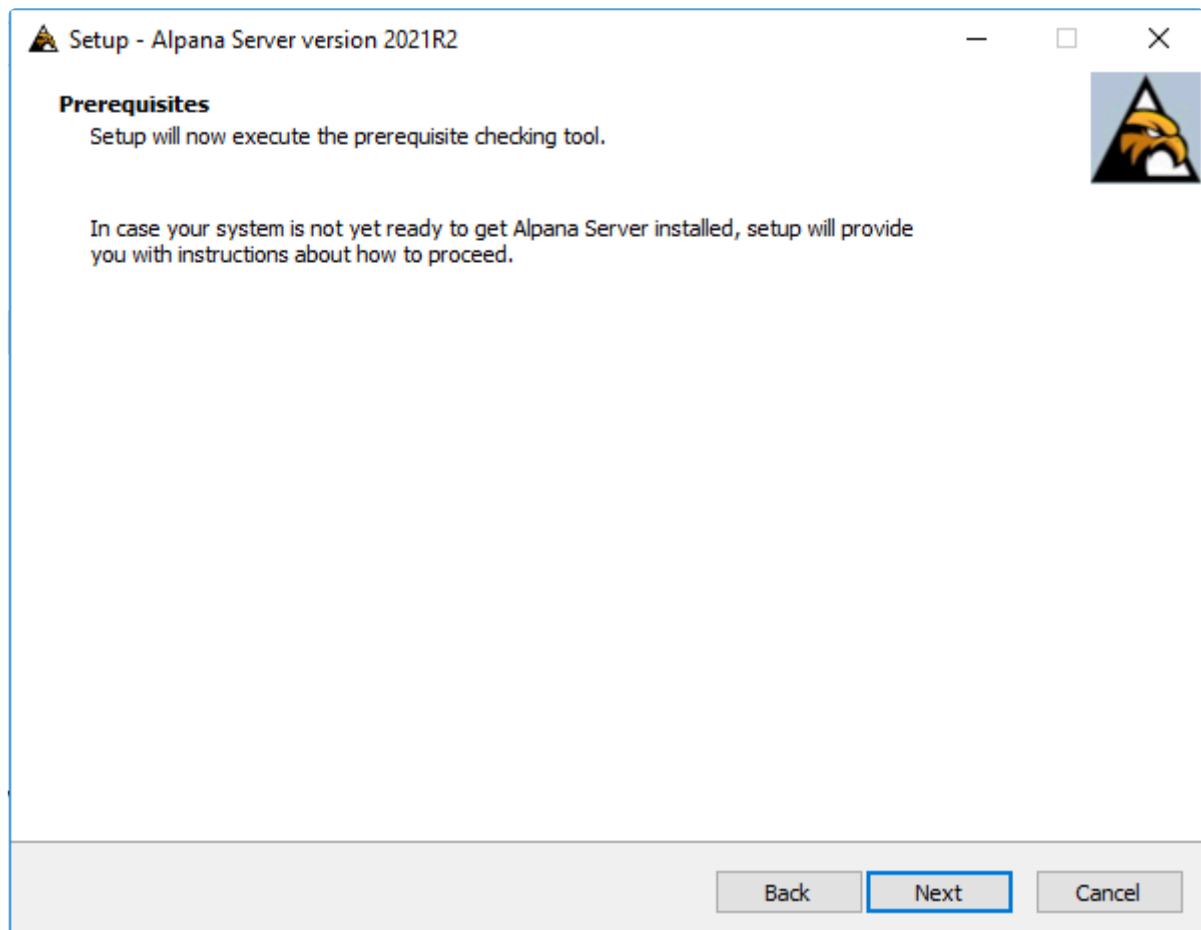 Setup - Alpana Server version 2021R2
Prerequisites
Setup will now execute the prerequisite checking tool.
In case your system is not yet ready to get Alpana Server installed, setup will provide
you with instructions about how to proceed.
Back Next Cancel